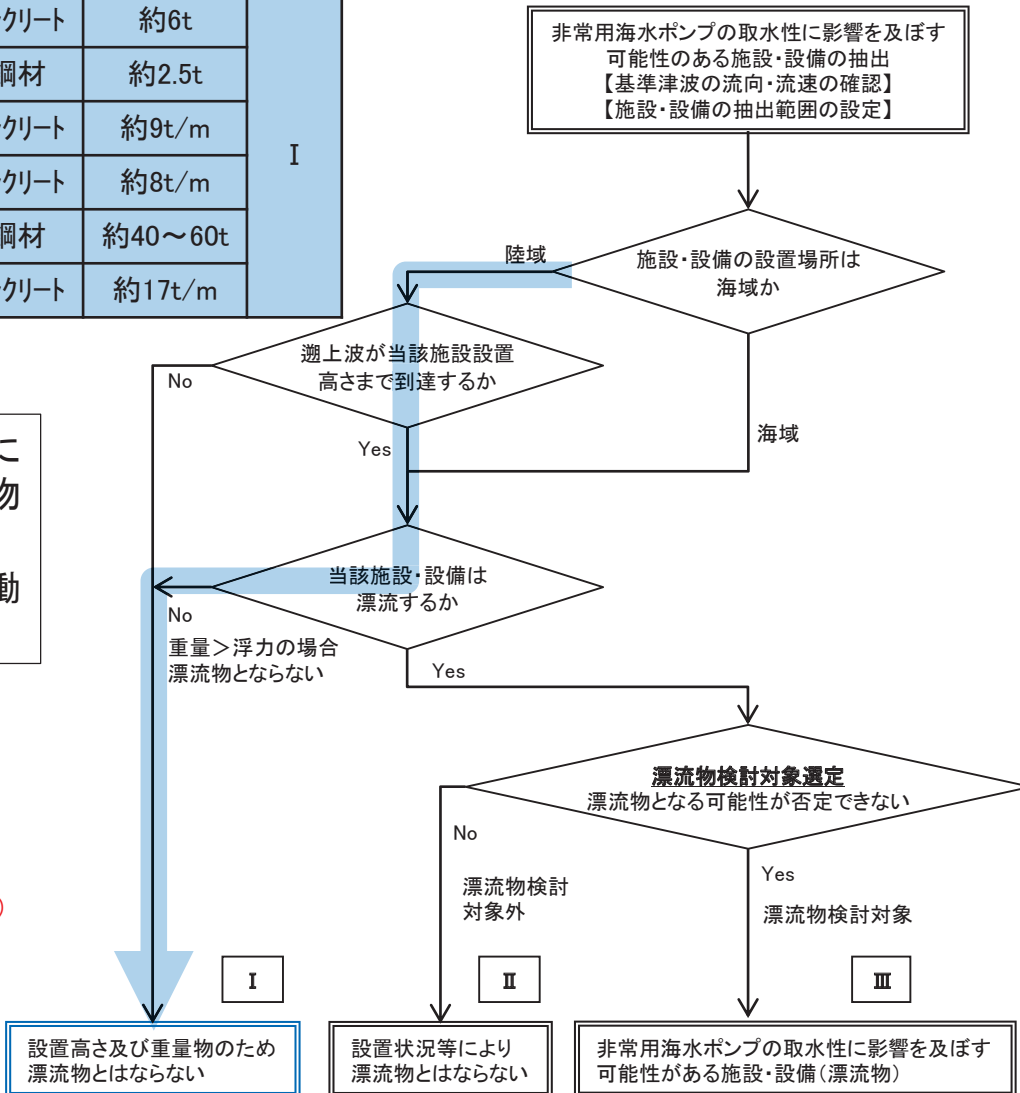 クリート 約6t
鋼材 約2.5t
クリート 約9t/m
クリート 約8t/m
鋼材 約40～60t
クリート 約17t/m
Ⅰ
に
物
働
)
非常用海水ポンプの取水性に影響を及ぼす
可能性のある施設・設備の抽出
【基準津波の流向・流速の確認】
【施設・設備の抽出範囲の設定】
施設・設備の設置場所は
海域か
陸域
海域
遡上波が当該施設設置
高さまで到達するか
No
Yes
当該施設・設備は
漂流するか
No
重量＞浮力の場合
漂流物とならない
Yes
漂流物検討対象選定
漂流物となる可能性が否定できない
No
漂流物検討
対象外
Yes
漂流物検討対象
Ⅰ
Ⅱ
Ⅲ
設置高さ及び重量物のため
漂流物とはならない
設置状況等により
漂流物とはならない
非常用海水ポンプの取水性に影響を及ぼす
可能性がある施設・設備(漂流物)